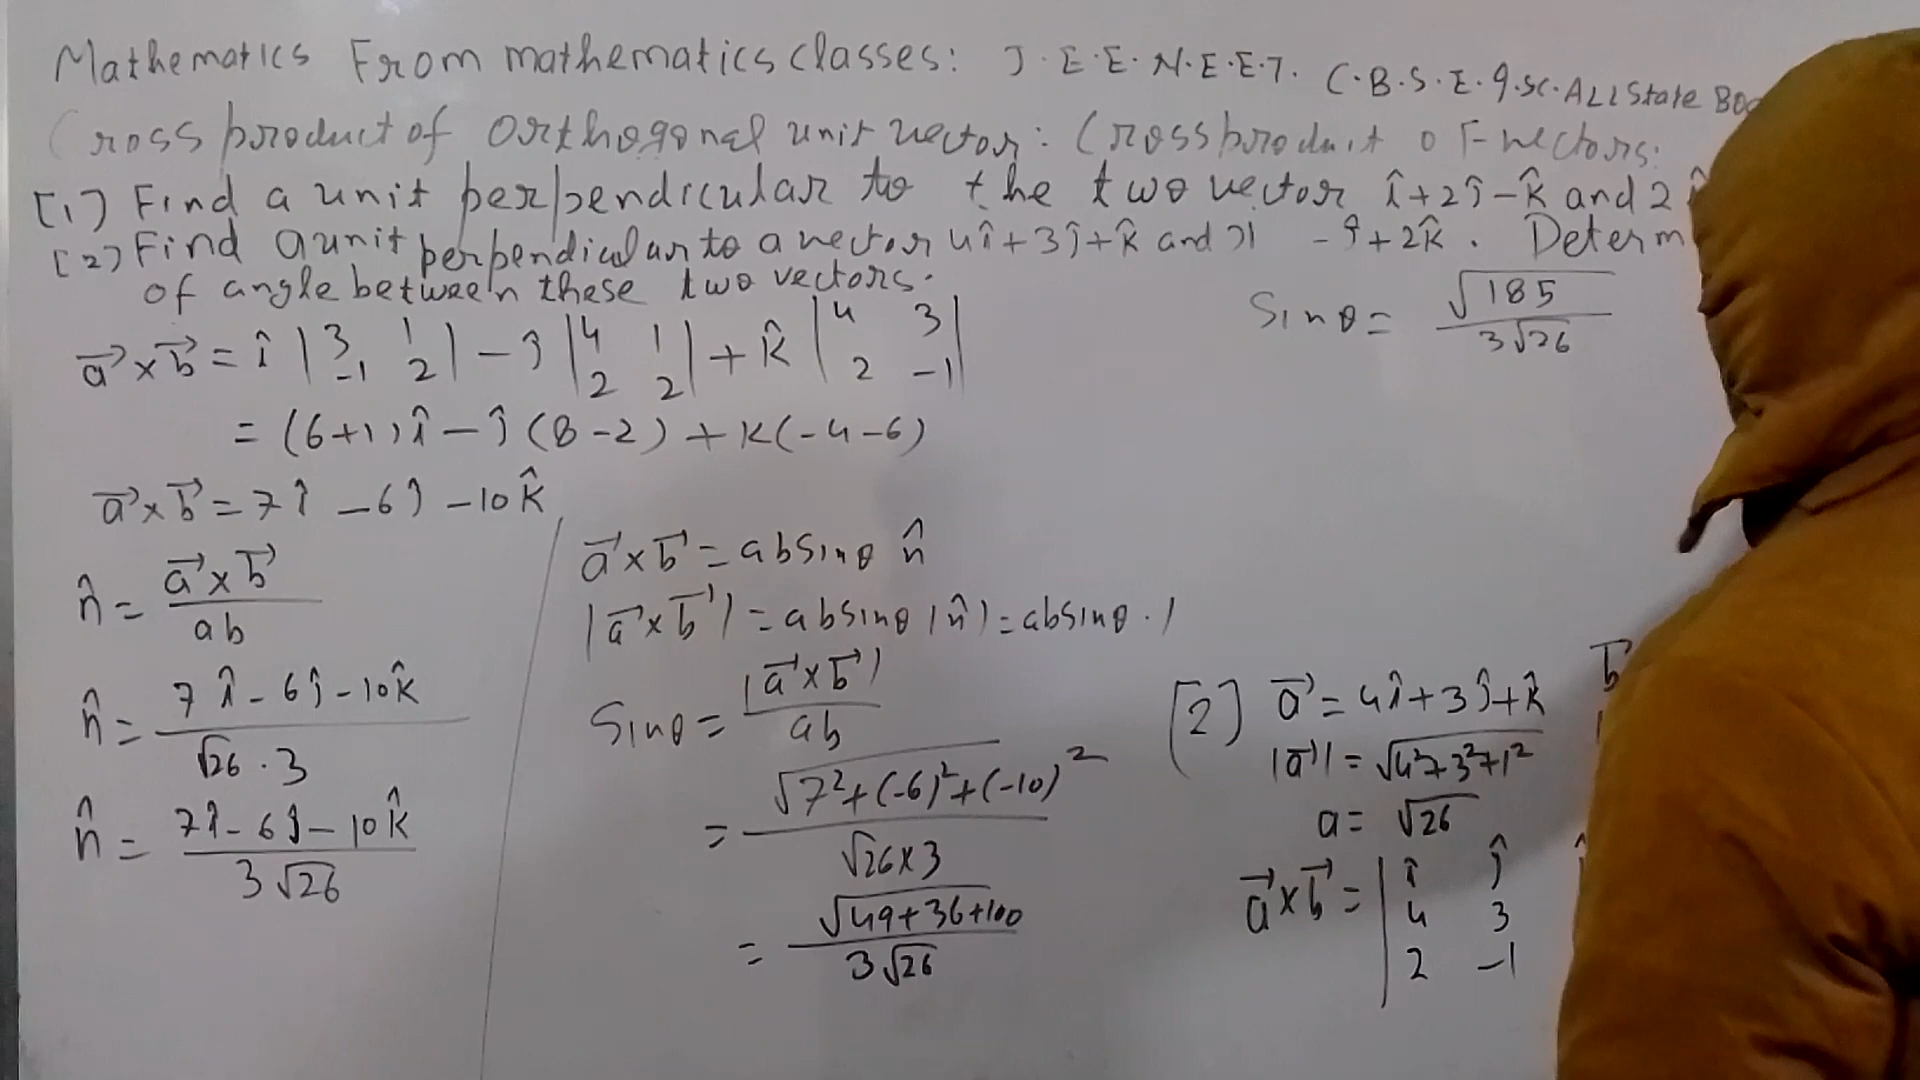 Mathematics From mathematics classes: J.E.E. N.E.E.T. C.B.S.E. I.Sc. ALL State
Cross product of orthogonal unit vector: Cross product of vectors:
[1] Find a unit perpendicular to the two vector î+2ĵ-k̂ and 2
[2] Find a unit perpendicular to a vector 4î+3ĵ+k̂ and -ĵ+2k̂.
of angle between these two vectors.
a⃗×b⃗ = î |3 1; -1 2| - ĵ |4 1; 2 2| + k̂ |4 3; 2 -1|
= (6+1)î - ĵ(8-2) + k(-4-6)
a⃗×b⃗ = 7î - 6ĵ - 10k̂
n̂ = a⃗×b⃗ / ab
n̂ = 7î - 6ĵ - 10k̂ / √26 . 3
n̂ = 7î - 6ĵ - 10k̂ / 3√26
a⃗×b⃗ = ab sinθ n̂
|a⃗×b⃗| = ab sinθ |n̂| = ab sinθ . 1
Sinθ = |a⃗×b⃗| / ab
= √7²+(-6)²+(-10)² / √26×3
= √49+36+100 / 3√26
Sinθ = √185 / 3√26
[2] a⃗ = 4î+3ĵ+k̂ b⃗
|a⃗| = √4²+3²+1²
a = √26
a⃗×b⃗ = | î ĵ
4 3
2 -1